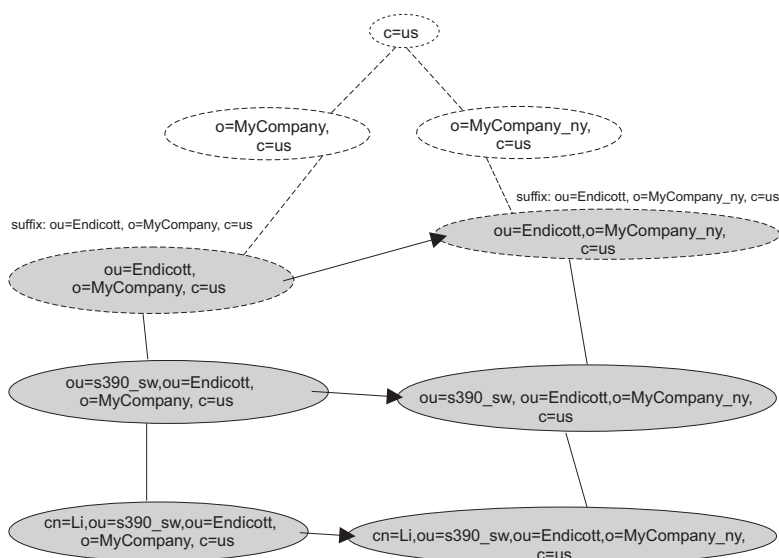 c=us
o=MyCompany,
c=us
o=MyCompany_ny,
c=us
suffix: ou=Endicott, o=MyCompany, c=us
suffix: ou=Endicott, o=MyCompany_ny, c=us
ou=Endicott,
o=MyCompany, c=us
ou=Endicott,o=MyCompany_ny,
c=us
ou=s390_sw,ou=Endicott,
o=MyCompany, c=us
ou=s390_sw, ou=Endicott,o=MyCompany_ny,
c=us
cn=Li,ou=s390_sw,ou=Endicott,
o=MyCompany, c=us
cn=Li,ou=s390_sw,ou=Endicott,o=MyCompany_ny,
c=us